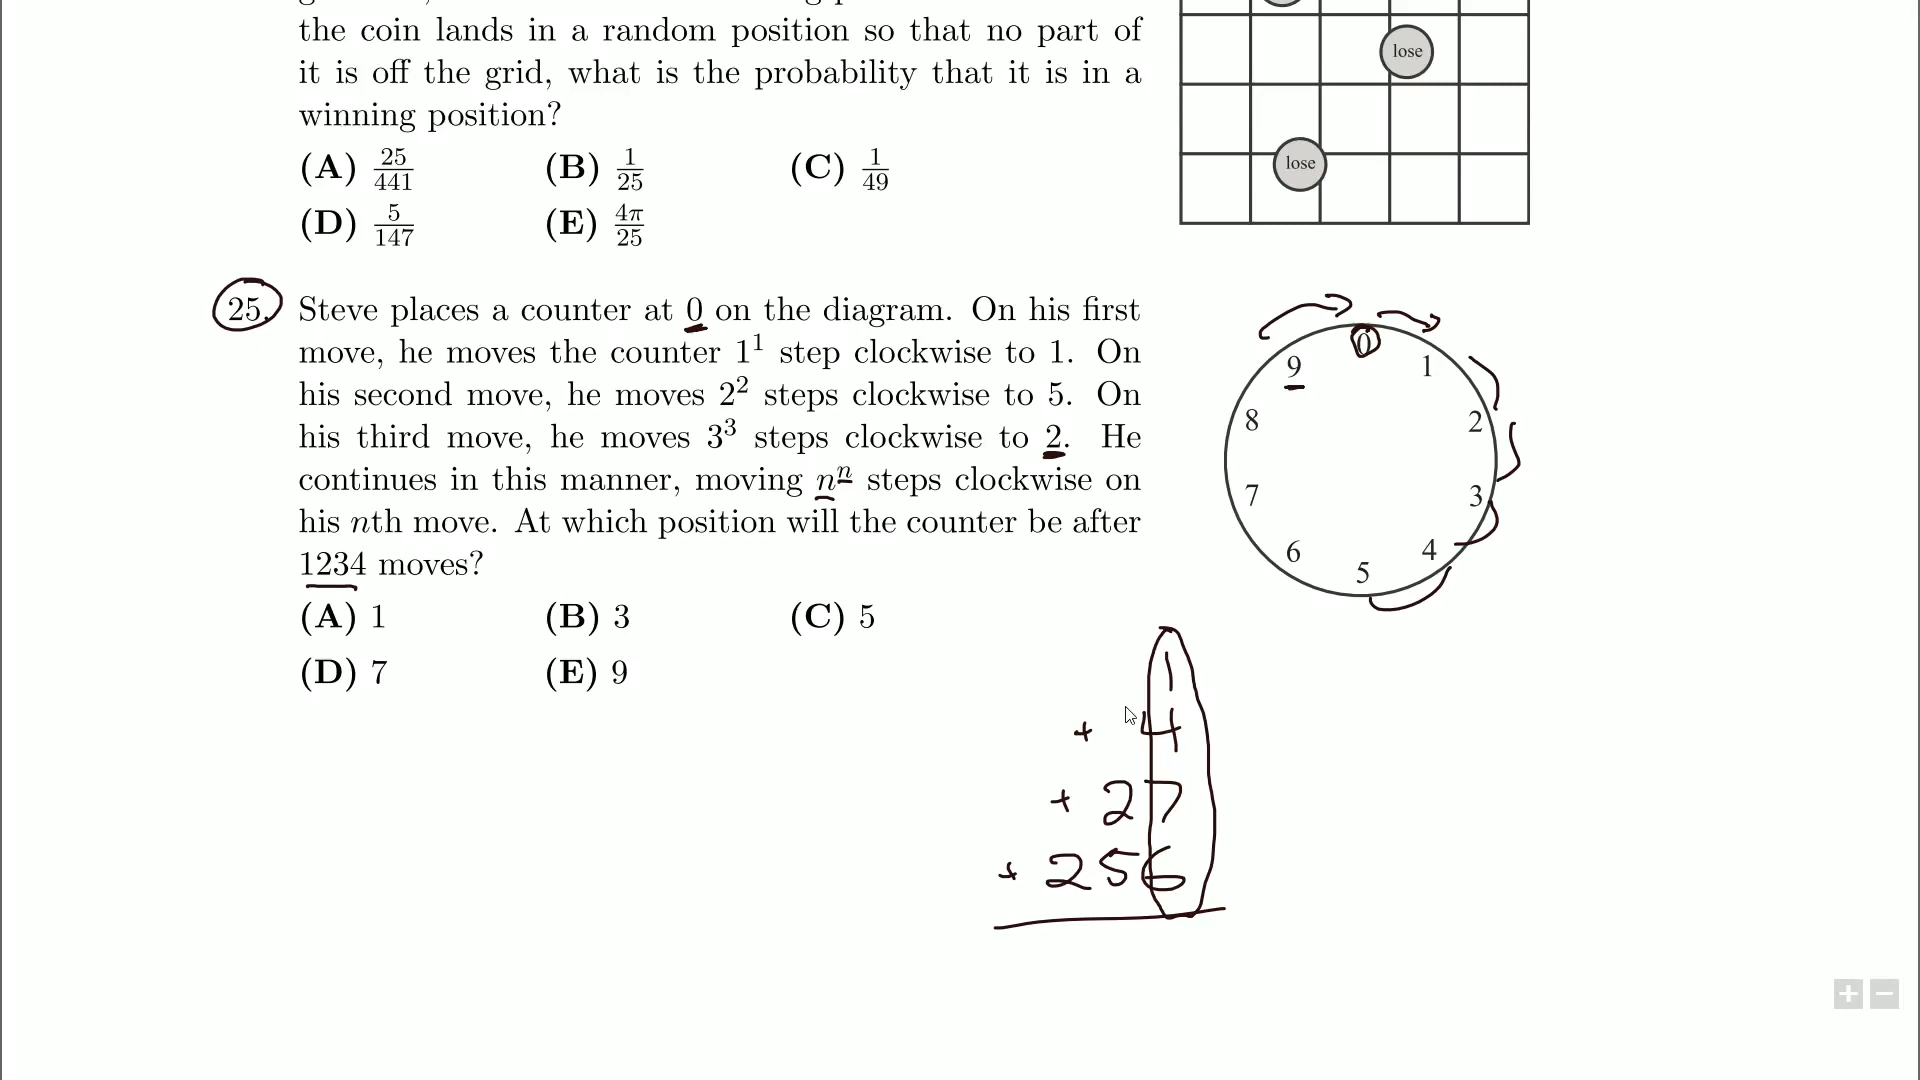 the coin lands in a random position so that no part of
it is off the grid, what is the probability that it is in a
winning position?
(A) 25/441 (B) 1/25 (C) 1/49
(D) 5/147 (E) 4π/25
lose
lose
25. Steve places a counter at 0 on the diagram. On his first
move, he moves the counter 1¹ step clockwise to 1. On
his second move, he moves 2² steps clockwise to 5. On
his third move, he moves 3³ steps clockwise to 2. He
continues in this manner, moving nⁿ steps clockwise on
his nth move. At which position will the counter be after
1234 moves?
(A) 1 (B) 3 (C) 5
(D) 7 (E) 9
0
9 1
8 2
7 3
6 4
5
1
+ 4
+ 27
+ 256
+ −